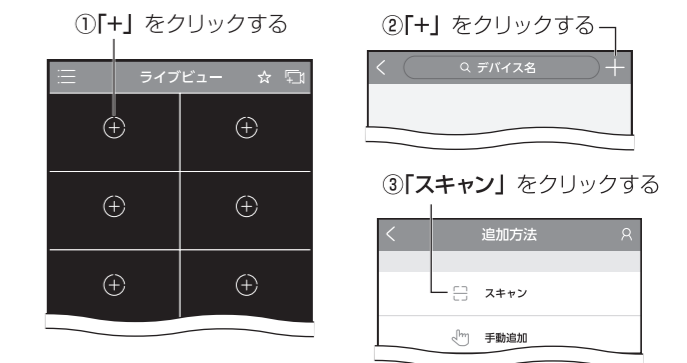 ①「+」をクリックする
ライブビュー
②「+」をクリックする
デバイス名
③「スキャン」をクリックする
追加方法
スキャン
手動追加